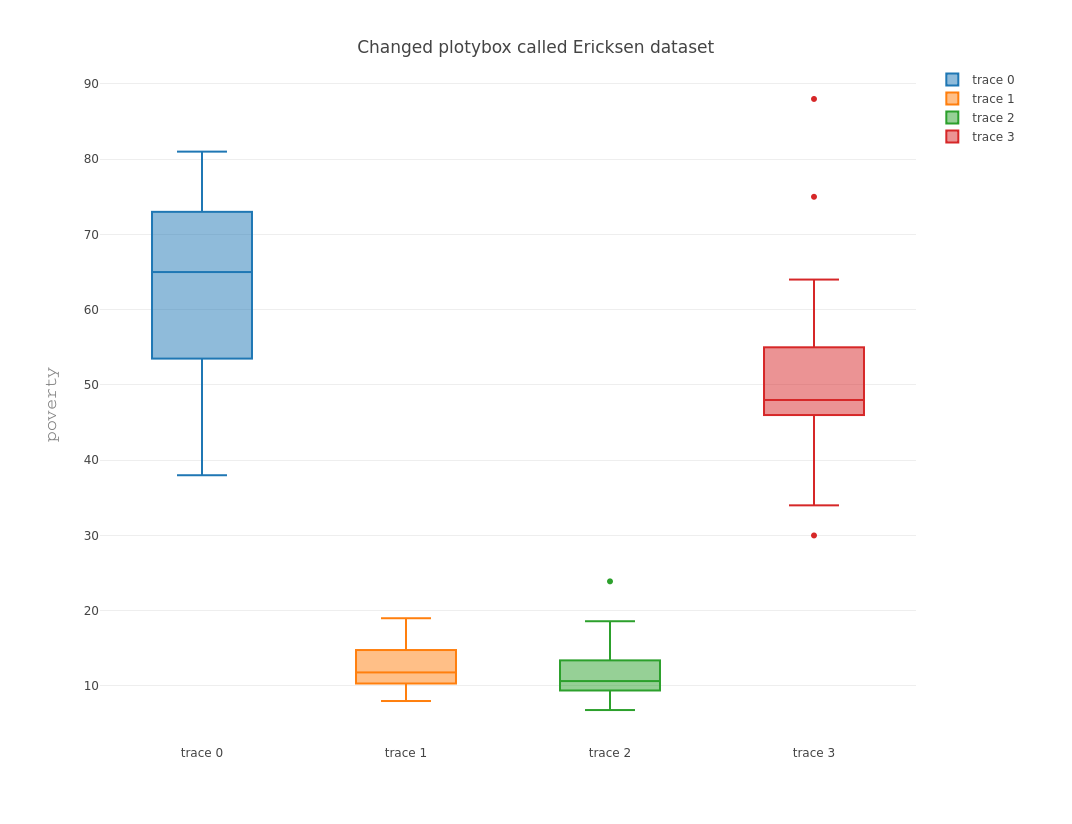 Changed plotybox called Ericksen dataset
trace 0
trace 1
trace 2
trace 3
90
80
70
60
50
40
30
20
10
poverty
trace 0
trace 1
trace 2
trace 3